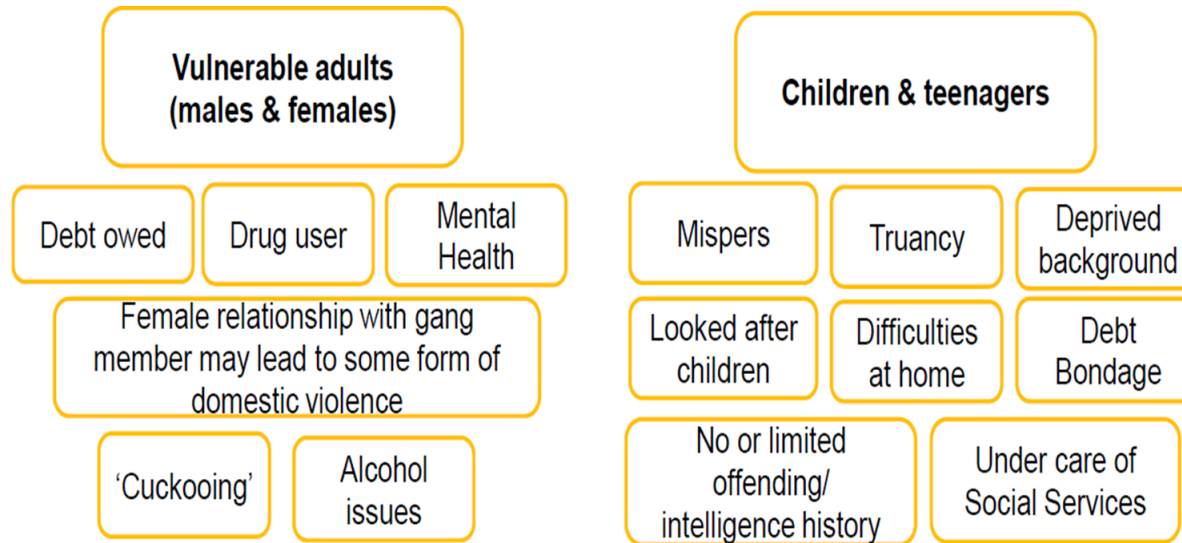 Vulnerable adults
(males & females)
Debt owed
Drug user
Mental
Health
Female relationship with gang
member may lead to some form of
domestic violence
‘Cuckooing’
Alcohol
issues
Children & teenagers
Mispers
Truancy
Deprived
background
Looked after
children
Difficulties
at home
Debt
Bondage
No or limited
offending/
intelligence history
Under care of
Social Services